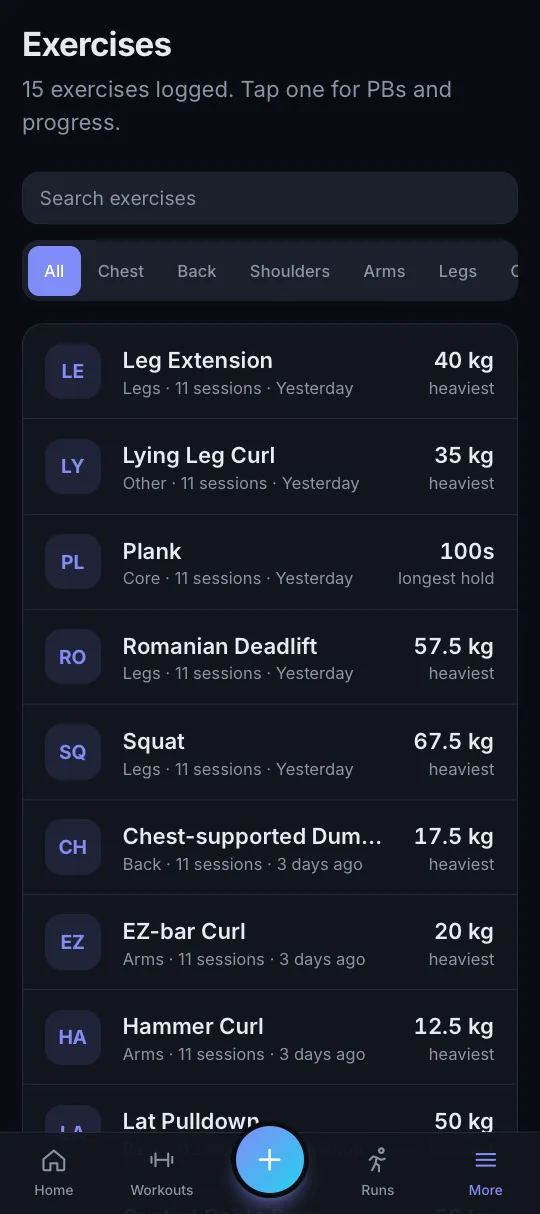 Exercises
15 exercises logged. Tap one for PBs and
progress.
Search exercises
All Chest Back Shoulders Arms Legs
LE Leg Extension 40 kg
Legs · 11 sessions · Yesterday heaviest
LY Lying Leg Curl 35 kg
Other · 11 sessions · Yesterday heaviest
PL Plank 100s
Core · 11 sessions · Yesterday longest hold
RO Romanian Deadlift 57.5 kg
Legs · 11 sessions · Yesterday heaviest
SQ Squat 67.5 kg
Legs · 11 sessions · Yesterday heaviest
CH Chest-supported Dum... 17.5 kg
Back · 11 sessions · 3 days ago heaviest
EZ EZ-bar Curl 20 kg
Arms · 11 sessions · 3 days ago heaviest
HA Hammer Curl 12.5 kg
Arms · 11 sessions · 3 days ago heaviest
LA Lat Pulldown 50 kg
Home Workouts Runs More